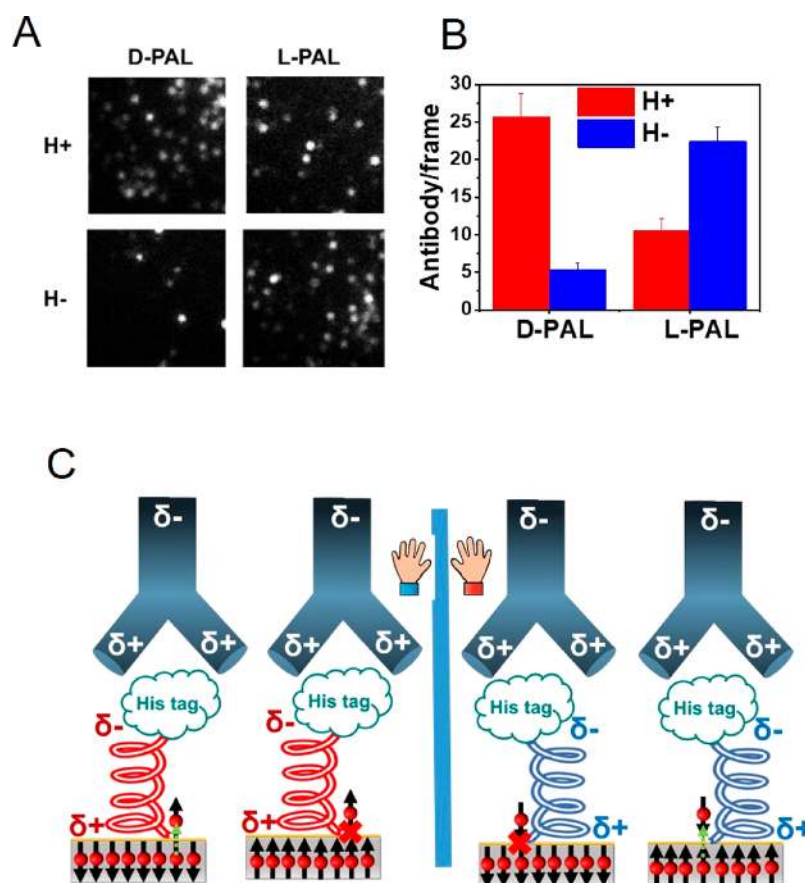 A
D-PAL L-PAL
H+
H-
B
30
25
20
15
10
5
0
Antibody/frame
H+
H-
D-PAL L-PAL
C
δ- δ- δ- δ-
δ+ δ+ δ+ δ+ δ+ δ+ δ+ δ+
His tag His tag His tag His tag
δ- δ- δ- δ-
δ+ δ+ δ+ δ+